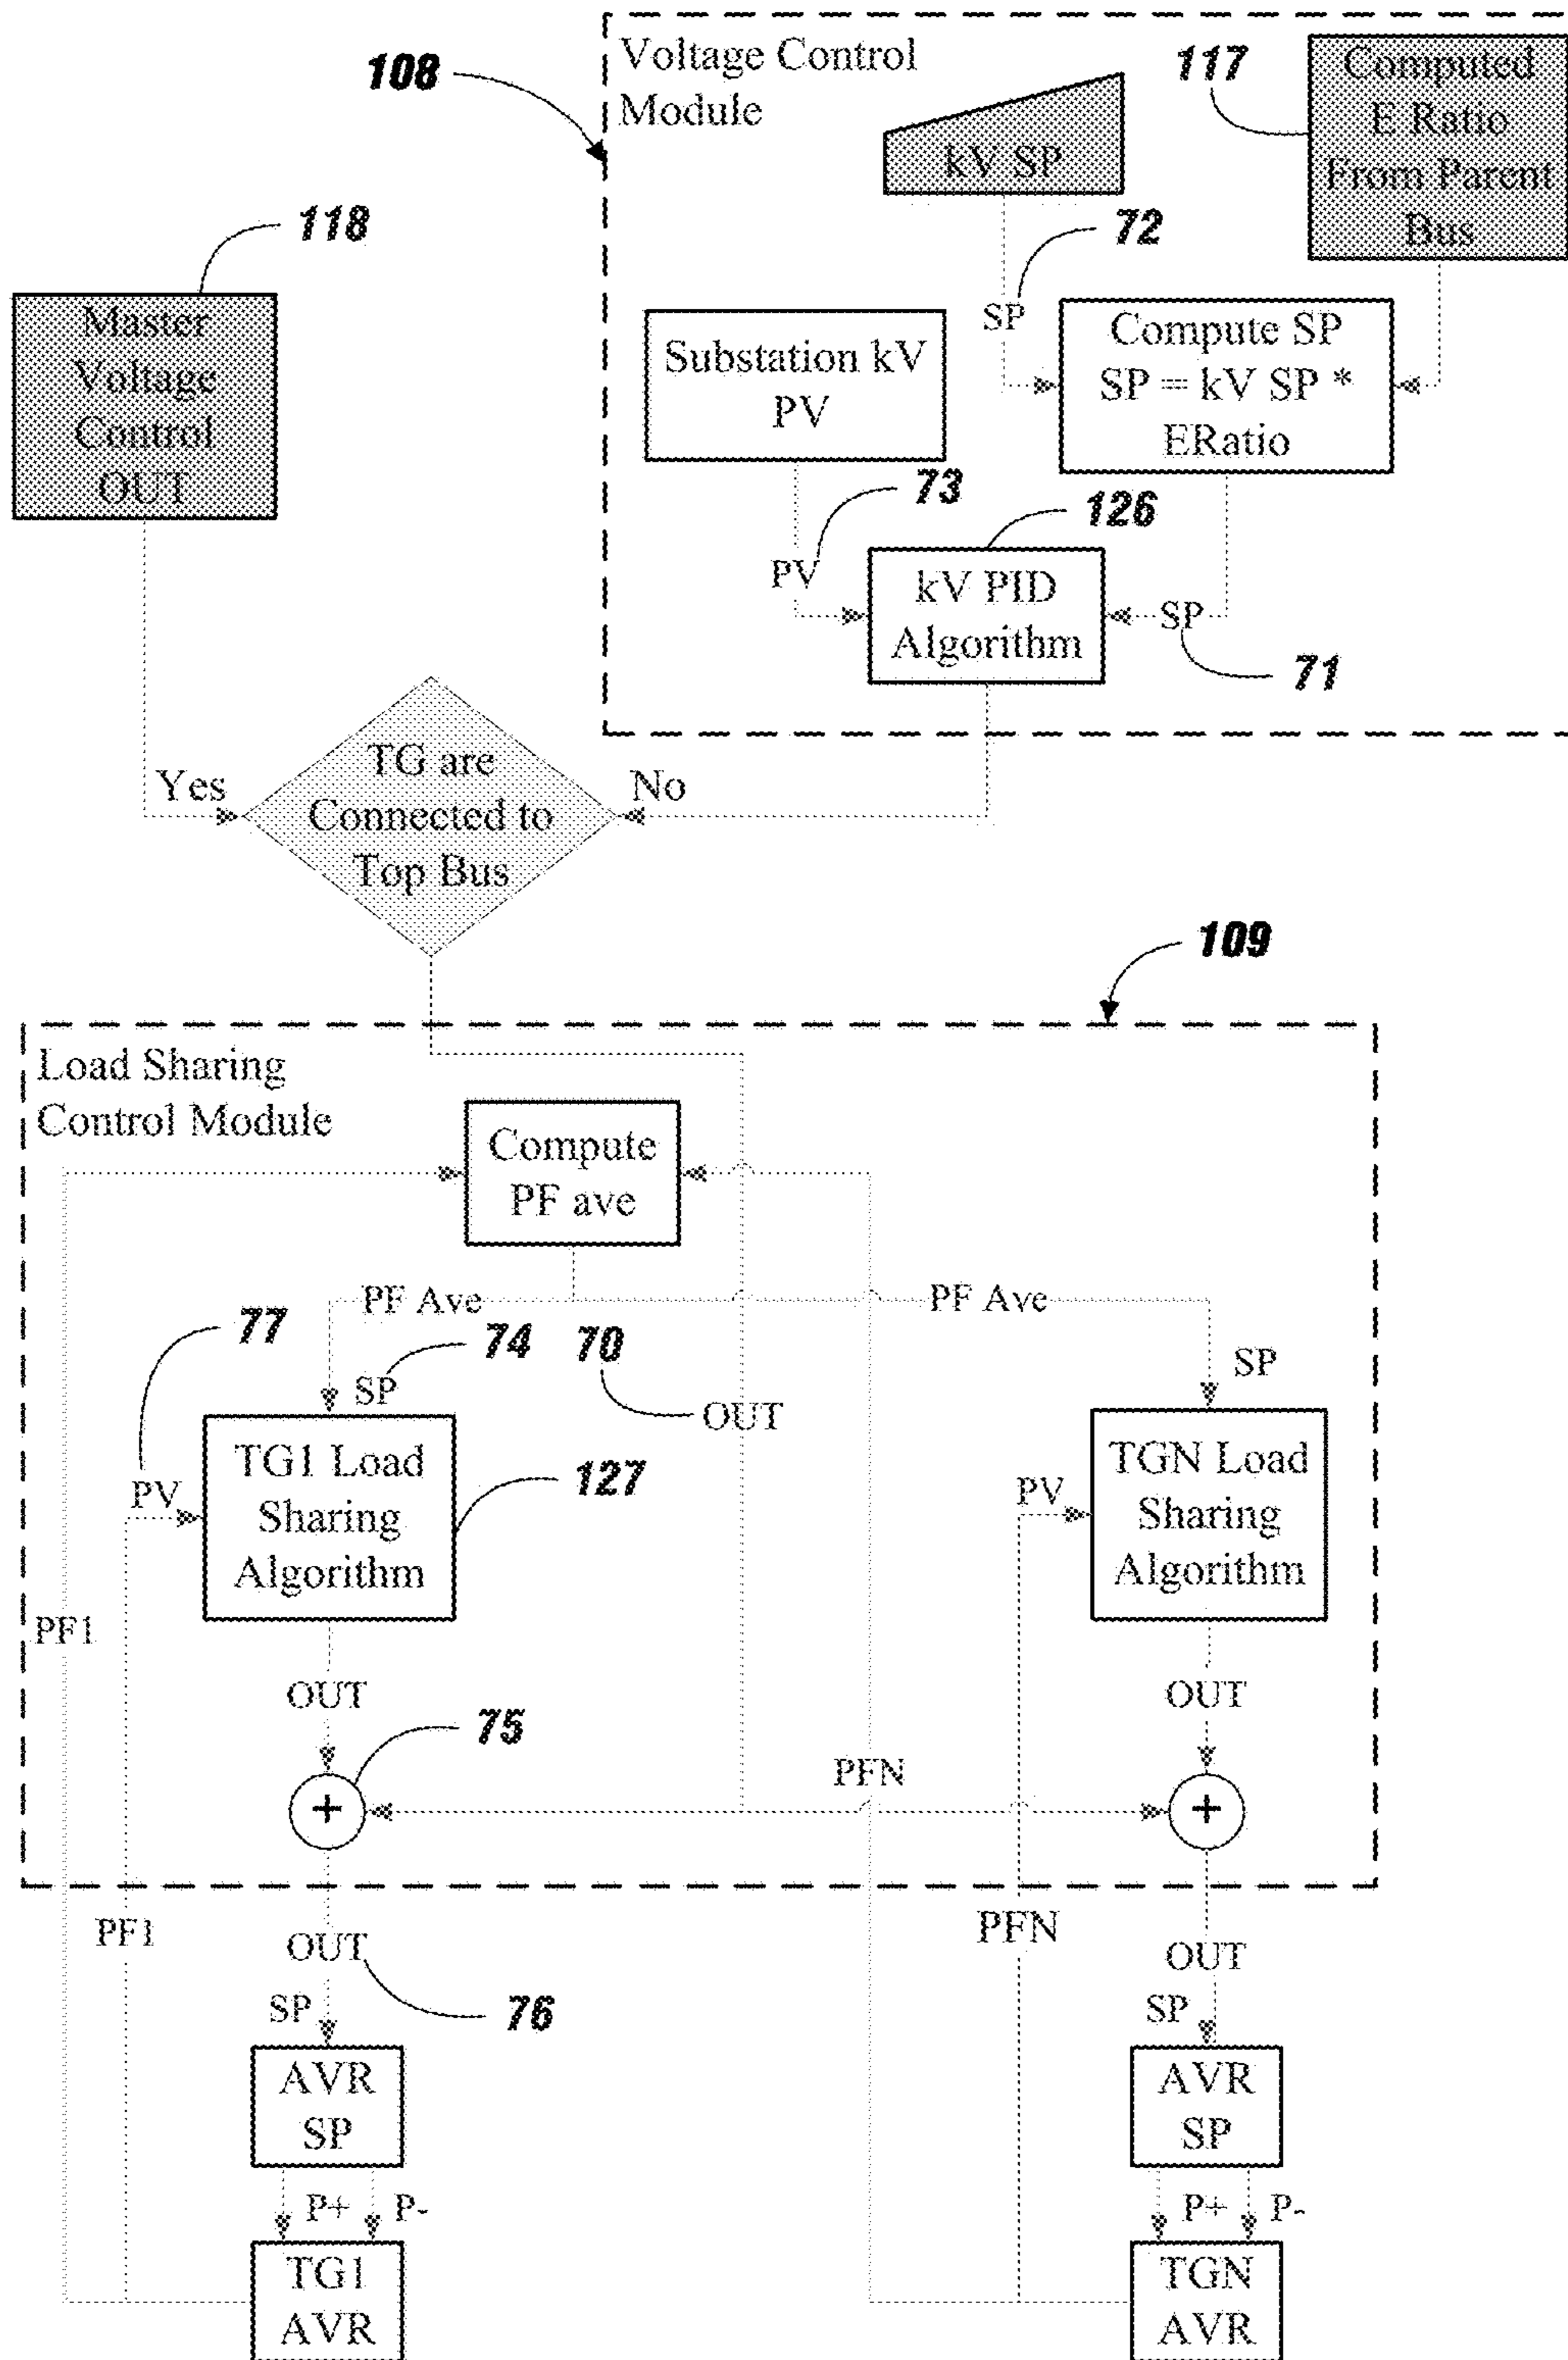 Voltage Control
Module
108
117
Computed
E Ratio
From Parent
Bus
kV SP
118
72
Master
Voltage
Control
OUT
SP
Substation kV
PV
Compute SP
SP = kV SP *
ERatio
73
126
PV
kV PID
Algorithm
SP
71
TG are
Connected to
Top Bus
Yes
No
109
Load Sharing
Control Module
Compute
PF ave
PF Ave
PF Ave
77
74
70
SP
SP
OUT
TG1 Load
Sharing
Algorithm
127
TGN Load
Sharing
Algorithm
PV
PV
PF1
OUT
OUT
75
PFN
+
+
PF1
PFN
OUT
OUT
76
SP
SP
AVR
SP
AVR
SP
P+
P-
P+
P-
TG1
AVR
TGN
AVR